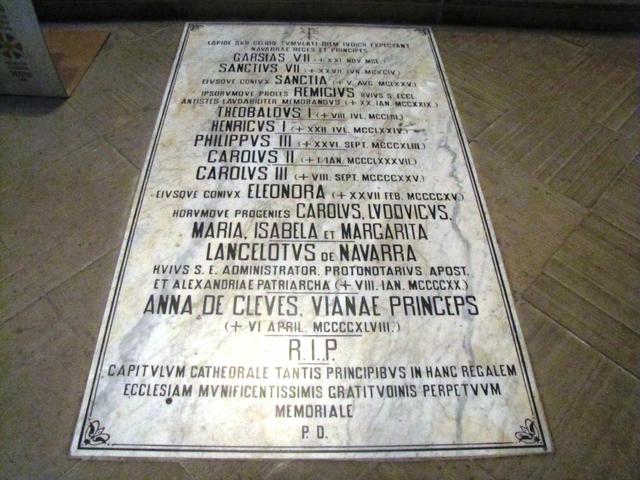 LAPIDE SVB GELIDO TVMVLATI DIEM IVDICII EXPECTANT
NAVARRAE REGES ET PRINCIPES
GARSIAS VII (+ XXI NOV MCL)
SANCTIVS VII (+ XXVII IVN. MCXCIV)
EIVSQVE CONIVX SANCTIA (+ V. AVG. MCLXXV.)
IPSORVMQVE PROLES REMIGIVS HVIVS S. ECCL.
ANTISTES LAVDABILITER MEMORANDVS (+ XX. IAN. MCCXXIX.)
THEOBALDVS I (+ VIII. IVL. MCCLIII.)
HENRICVS I (+ XXII. IVL. MCCLXXIV.)
PHILIPPVS III (+ XXVI. SEPT. MCCCXLIII.)
CAROLVS II (+ I. IAN. MCCCLXXXVII.)
CAROLVS III (+ VIII. SEPT. MCCCCXXV.)
EIVSQVE CONIVX ELEONORA (+ XXVII FEB. MCCCCXV.)
HORVMQVE PROGENIES CAROLVS, LVDOVICVS,
MARIA, ISABELA ET MARGARITA
LANCELOTVS DE NAVARRA
HVIVS S. E. ADMINISTRATOR. PROTONOTARIVS APOST.
ET ALEXANDRIAE PATRIARCHA (+ VIII. IAN. MCCCCXX.)
ANNA DE CLEVES. VIANAE PRINCEPS
(+ VI APRIL. MCCCCXLVIII.)
R.I.P.
CAPITVLVM CATHEDRALE TANTIS PRINCIPIBVS IN HANC REGALEM
ECCLESIAM MVNIFICENTISSIMIS GRATITVDINIS PERPETVVM
MEMORIALE
P. D.